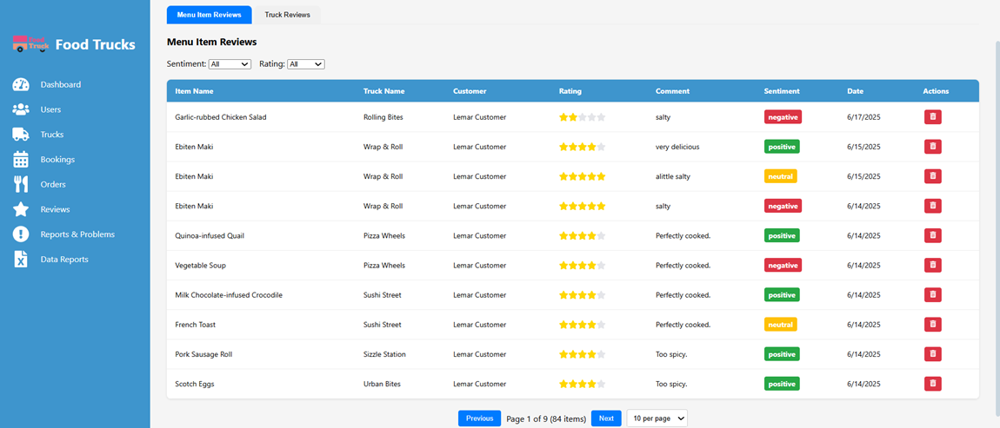 Menu Item Reviews Truck Reviews
Food Truck Food Trucks
Menu Item Reviews
Sentiment: All Rating: All
Dashboard
Users
Trucks
Bookings
Orders
Reviews
Reports & Problems
Data Reports
Item Name Truck Name Customer Rating Comment Sentiment Date Actions
Garlic-rubbed Chicken Salad Rolling Bites Lemar Customer salty negative 6/17/2025
Ebiten Maki Wrap & Roll Lemar Customer very delicious positive 6/15/2025
Ebiten Maki Wrap & Roll Lemar Customer alittle salty neutral 6/15/2025
Ebiten Maki Wrap & Roll Lemar Customer salty negative 6/14/2025
Quinoa-infused Quail Pizza Wheels Lemar Customer Perfectly cooked. positive 6/14/2025
Vegetable Soup Pizza Wheels Lemar Customer Perfectly cooked. negative 6/14/2025
Milk Chocolate-infused Crocodile Sushi Street Lemar Customer Perfectly cooked. positive 6/14/2025
French Toast Sushi Street Lemar Customer Perfectly cooked. neutral 6/14/2025
Pork Sausage Roll Sizzle Station Lemar Customer Too spicy. positive 6/14/2025
Scotch Eggs Urban Bites Lemar Customer Too spicy. positive 6/14/2025
Previous Page 1 of 9 (84 items) Next 10 per page